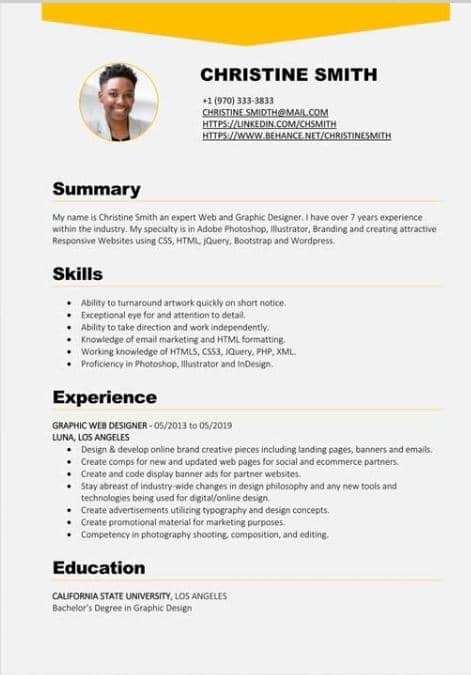 CHRISTINE SMITH
+1 (970) 333-3833
CHRISTINE.SMIDTH@MAIL.COM
HTTPS://LINKEDIN.COM/CHSMITH
HTTPS://WWW.BEHANCE.NET/CHRISTINESMITH
Summary
My name is Christine Smith an expert Web and Graphic Designer. I have over 7 years experience
within the industry. My specialty is in Adobe Photoshop, Illustrator, Branding and creating attractive
Responsive Websites using CSS, HTML, jQuery, Bootstrap and Wordpress.
Skills
• Ability to turnaround artwork quickly on short notice.
• Exceptional eye for and attention to detail.
• Ability to take direction and work independently.
• Knowledge of email marketing and HTML formatting.
• Working knowledge of HTML5, CSS3, JQuery, PHP, XML.
• Proficiency in Photoshop, Illustrator and InDesign.
Experience
GRAPHIC WEB DESIGNER - 05/2013 to 05/2019
LUNA, LOS ANGELES
• Design & develop online brand creative pieces including landing pages, banners and emails.
• Create comps for new and updated web pages for social and ecommerce partners.
• Create and code display banner ads for partner websites.
• Stay abreast of industry-wide changes in design philosophy and any new tools and
technologies being used for digital/online design.
• Create advertisements utilizing typography and design concepts.
• Create promotional material for marketing purposes.
• Competency in photography shooting, composition, and editing.
Education
CALIFORNIA STATE UNIVERSITY, LOS ANGELES
Bachelor's Degree in Graphic Design